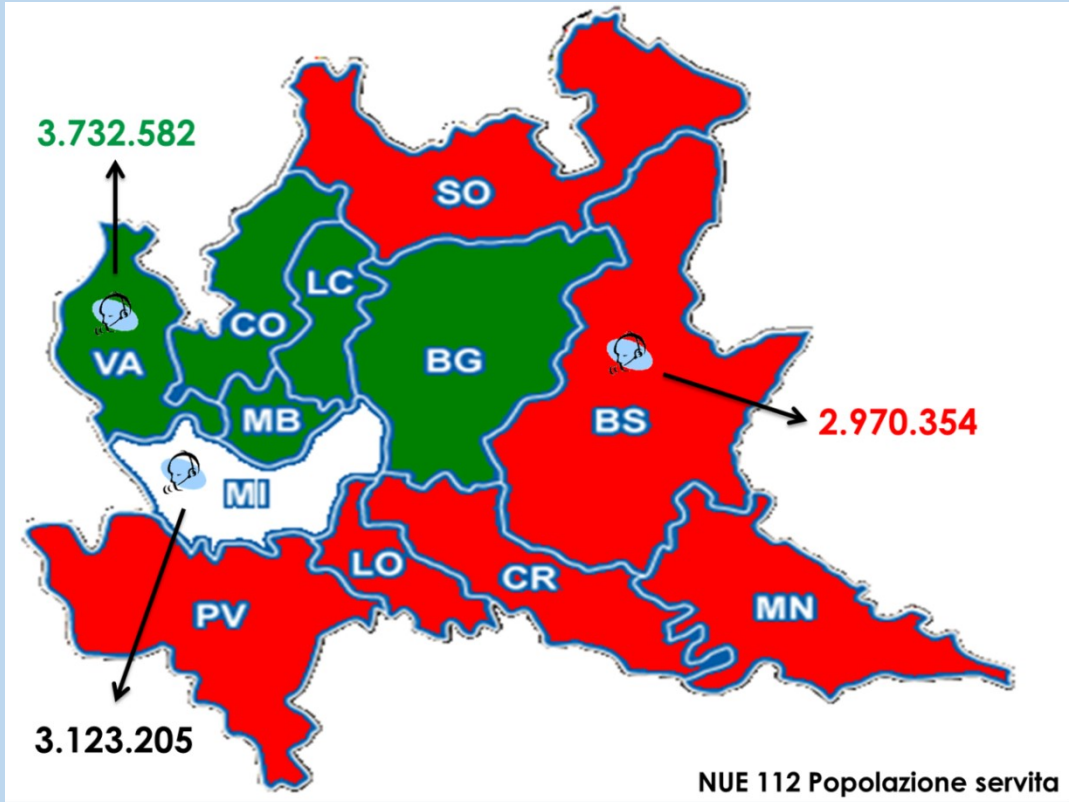 3.732.582
SO
LC
CO
VA
BG
MB
BS
2.970.354
MI
LO
CR
PV
MN
3.123.205
NUE 112 Popolazione servita